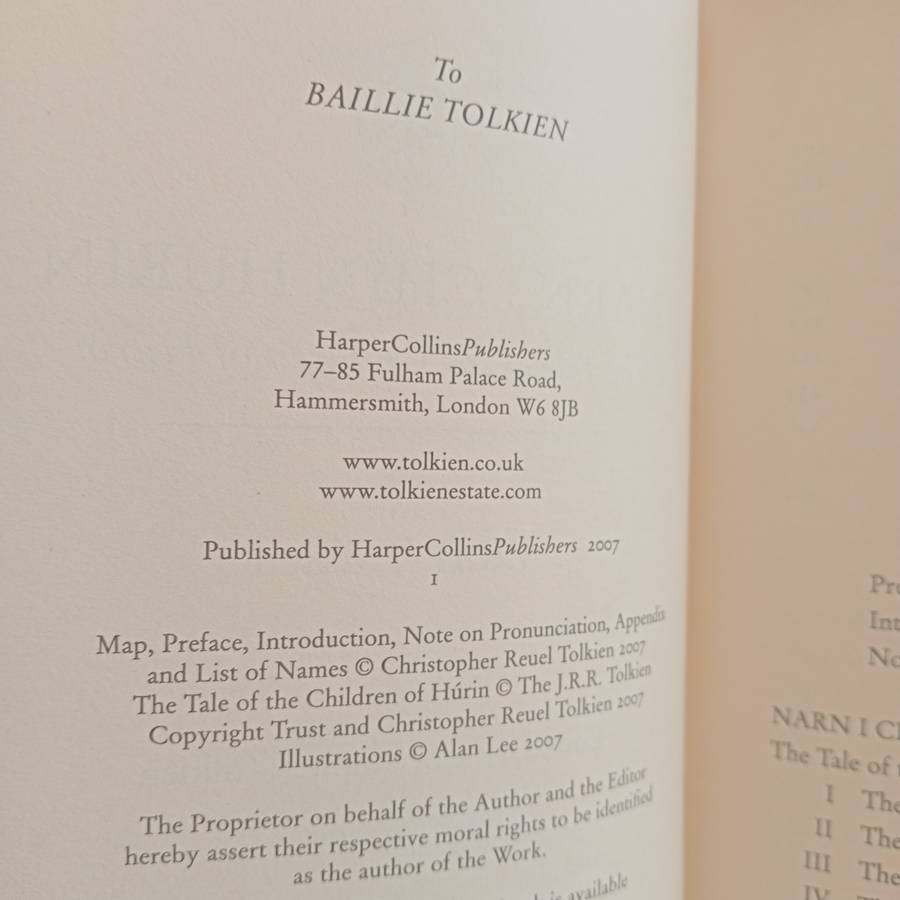 To
BAILLIE TOLKIEN
HarperCollinsPublishers
77–85 Fulham Palace Road,
Hammersmith, London W6 8JB
www.tolkien.co.uk
www.tolkienestate.com
Published by HarperCollinsPublishers 2007
1
Map, Preface, Introduction, Note on Pronunciation, Appendix
and List of Names © Christopher Reuel Tolkien 2007
The Tale of the Children of Húrin © The J.R.R. Tolkien
Copyright Trust and Christopher Reuel Tolkien 2007
Illustrations © Alan Lee 2007
The Proprietor on behalf of the Author and the Editor
hereby assert their respective moral rights to be identified
as the author of the Work.
is available
NARN I
The Tale of
I The
II The
III The
IV